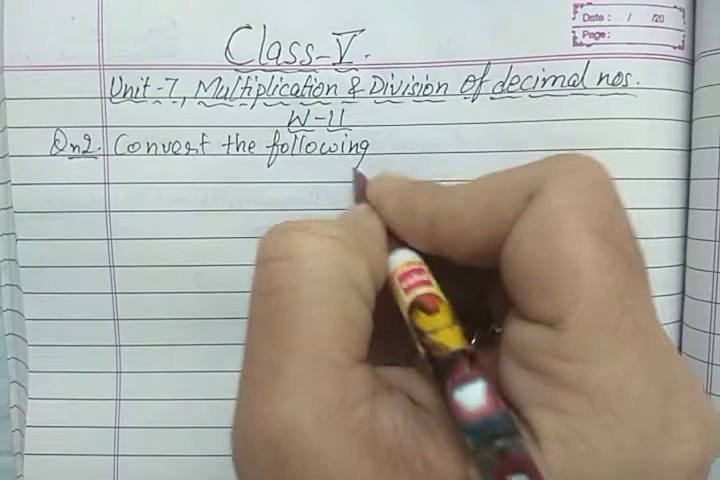 Date: / /20
Page:
Class-V.
Unit-7, Multiplication & Division of decimal nos.
W-11
Qn2. Convert the following